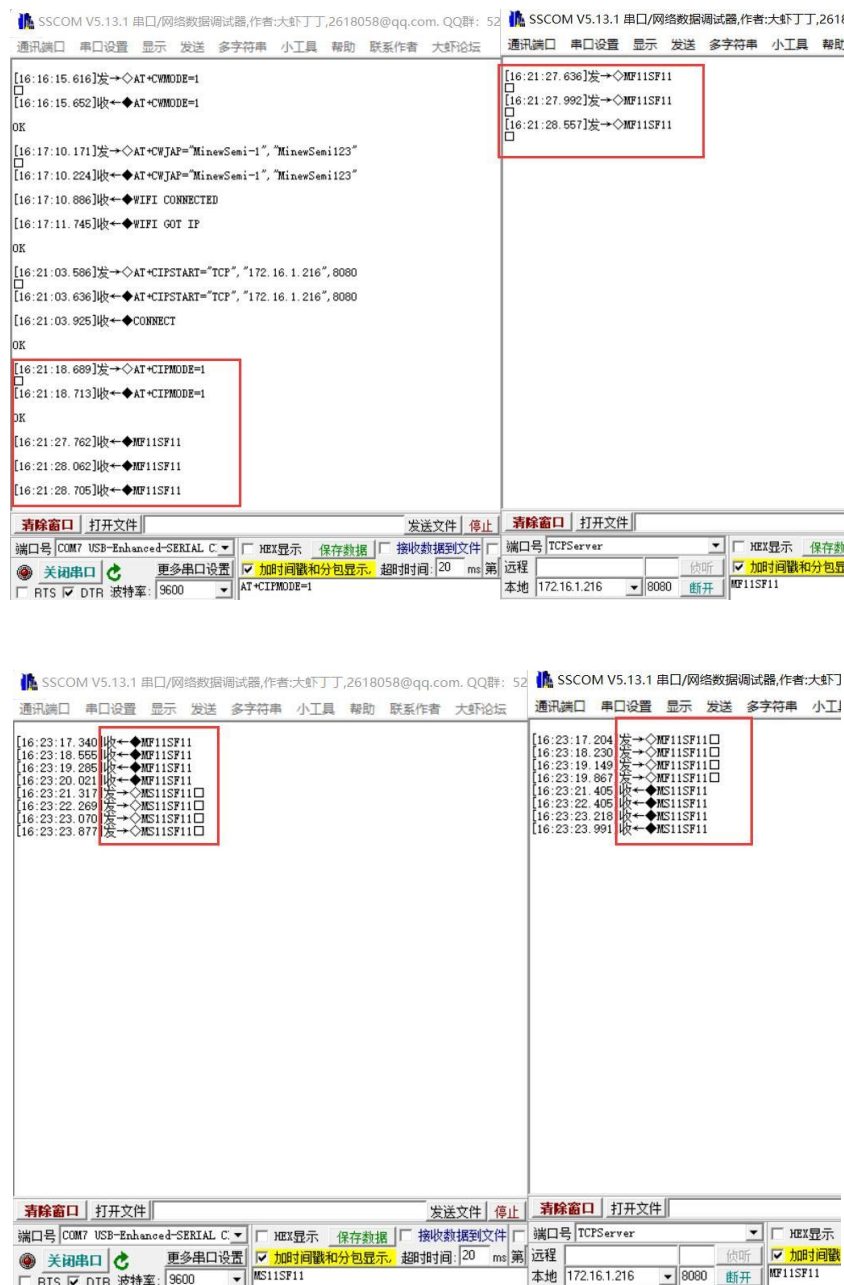 SSCOM V5.13.1 串口/网络数据调试器,作者:大虾丁丁,2618058@qq.com. QQ群: 52
通讯端口 串口设置 显示 发送 多字符串 小工具 帮助 联系作者 大虾论坛
[16:16:15.616]发→◇AT+CWMODE=1
□
[16:16:15.652]收←◆AT+CWMODE=1
OK
[16:17:10.171]发→◇AT+CWJAP="MinewSemi-1","MinewSemi123"
□
[16:17:10.224]收←◆AT+CWJAP="MinewSemi-1","MinewSemi123"
[16:17:10.886]收←◆WIFI CONNECTED
[16:17:11.745]收←◆WIFI GOT IP
OK
[16:21:03.586]发→◇AT+CIPSTART="TCP","172.16.1.216",8080
□
[16:21:03.636]收←◆AT+CIPSTART="TCP","172.16.1.216",8080
[16:21:03.925]收←◆CONNECT
OK
[16:21:18.689]发→◇AT+CIPMODE=1
□
[16:21:18.713]收←◆AT+CIPMODE=1
OK
[16:21:27.762]收←◆MF11SF11
[16:21:28.062]收←◆MF11SF11
[16:21:28.705]收←◆MF11SF11
清除窗口 打开文件 发送文件 停止
端口号 COM7 USB-Enhanced-SERIAL C HEX显示 保存数据 接收数据到文件
关闭串口 更多串口设置 加时间戳和分包显示, 超时时间: 20 ms 第
RTS DTR 波特率: 9600 AT+CIPMODE=1
SSCOM V5.13.1 串口/网络数据调试器,作者:大虾丁丁,2618
通讯端口 串口设置 显示 发送 多字符串 小工具 帮助
[16:21:27.636]发→◇MF11SF11
□
[16:21:27.992]发→◇MF11SF11
□
[16:21:28.557]发→◇MF11SF11
□
清除窗口 打开文件
端口号 TCPServer HEX显示 保存数
远程 侦听 加时间戳和分包显
本地 172.16.1.216 8080 断开 MF11SF11
SSCOM V5.13.1 串口/网络数据调试器,作者:大虾丁丁,2618058@qq.com. QQ群: 52
通讯端口 串口设置 显示 发送 多字符串 小工具 帮助 联系作者 大虾论坛
[16:23:17.340]收←◆MF11SF11
[16:23:18.555]收←◆MF11SF11
[16:23:19.285]收←◆MF11SF11
[16:23:20.021]收←◆MF11SF11
[16:23:21.317]发→◇MS11SF11□
[16:23:22.269]发→◇MS11SF11□
[16:23:23.070]发→◇MS11SF11□
[16:23:23.877]发→◇MS11SF11□
清除窗口 打开文件 发送文件 停止
端口号 COM7 USB-Enhanced-SERIAL C HEX显示 保存数据 接收数据到文件
关闭串口 更多串口设置 加时间戳和分包显示, 超时时间: 20 ms 第
RTS DTR 波特率: 9600 MS11SF11
SSCOM V5.13.1 串口/网络数据调试器,作者:大虾丁
通讯端口 串口设置 显示 发送 多字符串 小工
[16:23:17.204]发→◇MF11SF11□
[16:23:18.230]发→◇MF11SF11□
[16:23:19.149]发→◇MF11SF11□
[16:23:19.867]发→◇MF11SF11□
[16:23:21.405]收←◆MS11SF11
[16:23:22.405]收←◆MS11SF11
[16:23:23.218]收←◆MS11SF11
[16:23:23.991]收←◆MS11SF11
清除窗口 打开文件
端口号 TCPServer HEX显示
远程 侦听 加时间戳
本地 172.16.1.216 8080 断开 MF11SF11